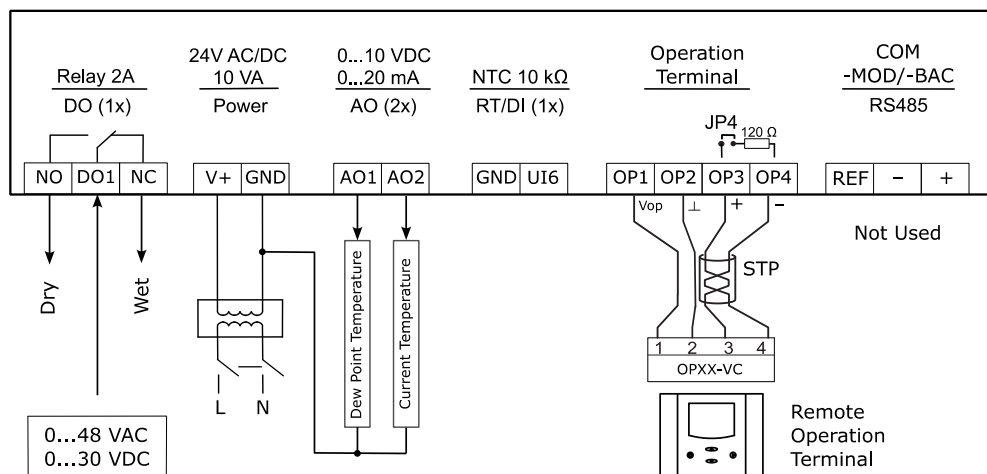 Relay 2A
DO (1x)
24V AC/DC
10 VA
Power
0...10 VDC
0...20 mA
AO (2x)
NTC 10 kΩ
RT/DI (1x)
Operation
Terminal
COM
-MOD/-BAC
RS485
JP4
120 Ω
NO DO1 NC
V+ GND
AO1 AO2
GND UI6
OP1 OP2 OP3 OP4
REF - +
Vop ⊥ + -
Not Used
STP
Dry
Wet
Dew Point Temperature
Current Temperature
L N
1 2 3 4
OPXX-VC
0...48 VAC
0...30 VDC
Remote
Operation
Terminal